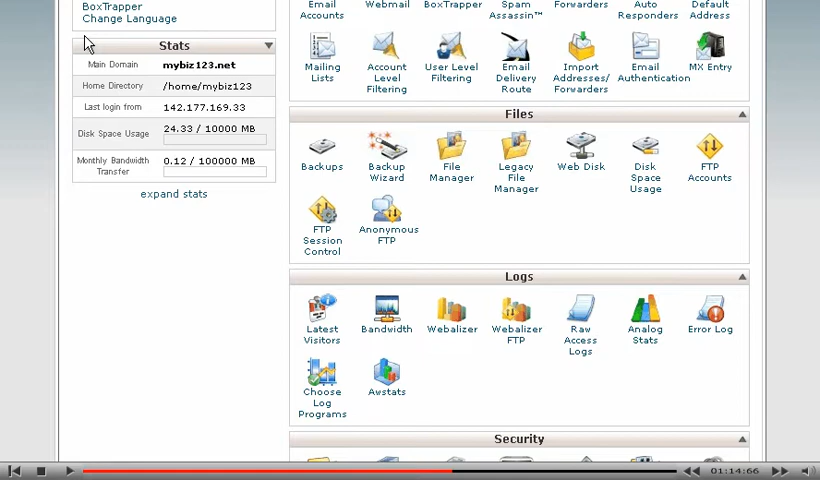 BoxTrapper
Change Language
Stats
Main Domain mybiz123.net
Home Directory /home/mybiz123
Last login from 142.177.169.33
Disk Space Usage 24.33 / 10000 MB
Monthly Bandwidth 0.12 / 100000 MB
Transfer
expand stats
Email
Accounts
Webmail
BoxTrapper
Spam
Assassin™
Forwarders
Auto
Responders
Default
Address
Mailing
Lists
Account
Level
Filtering
User Level
Filtering
Email
Delivery
Route
Import
Addresses/
Forwarders
Email
Authentication
MX Entry
Files
Backups
Backup
Wizard
File
Manager
Legacy
File
Manager
Web Disk
Disk
Space
Usage
FTP
Accounts
FTP
Session
Control
Anonymous
FTP
Logs
Latest
Visitors
Bandwidth
Webalizer
Webalizer
FTP
Raw
Access
Logs
Analog
Stats
Error Log
Choose
Log
Programs
Awstats
Security
01:14:66